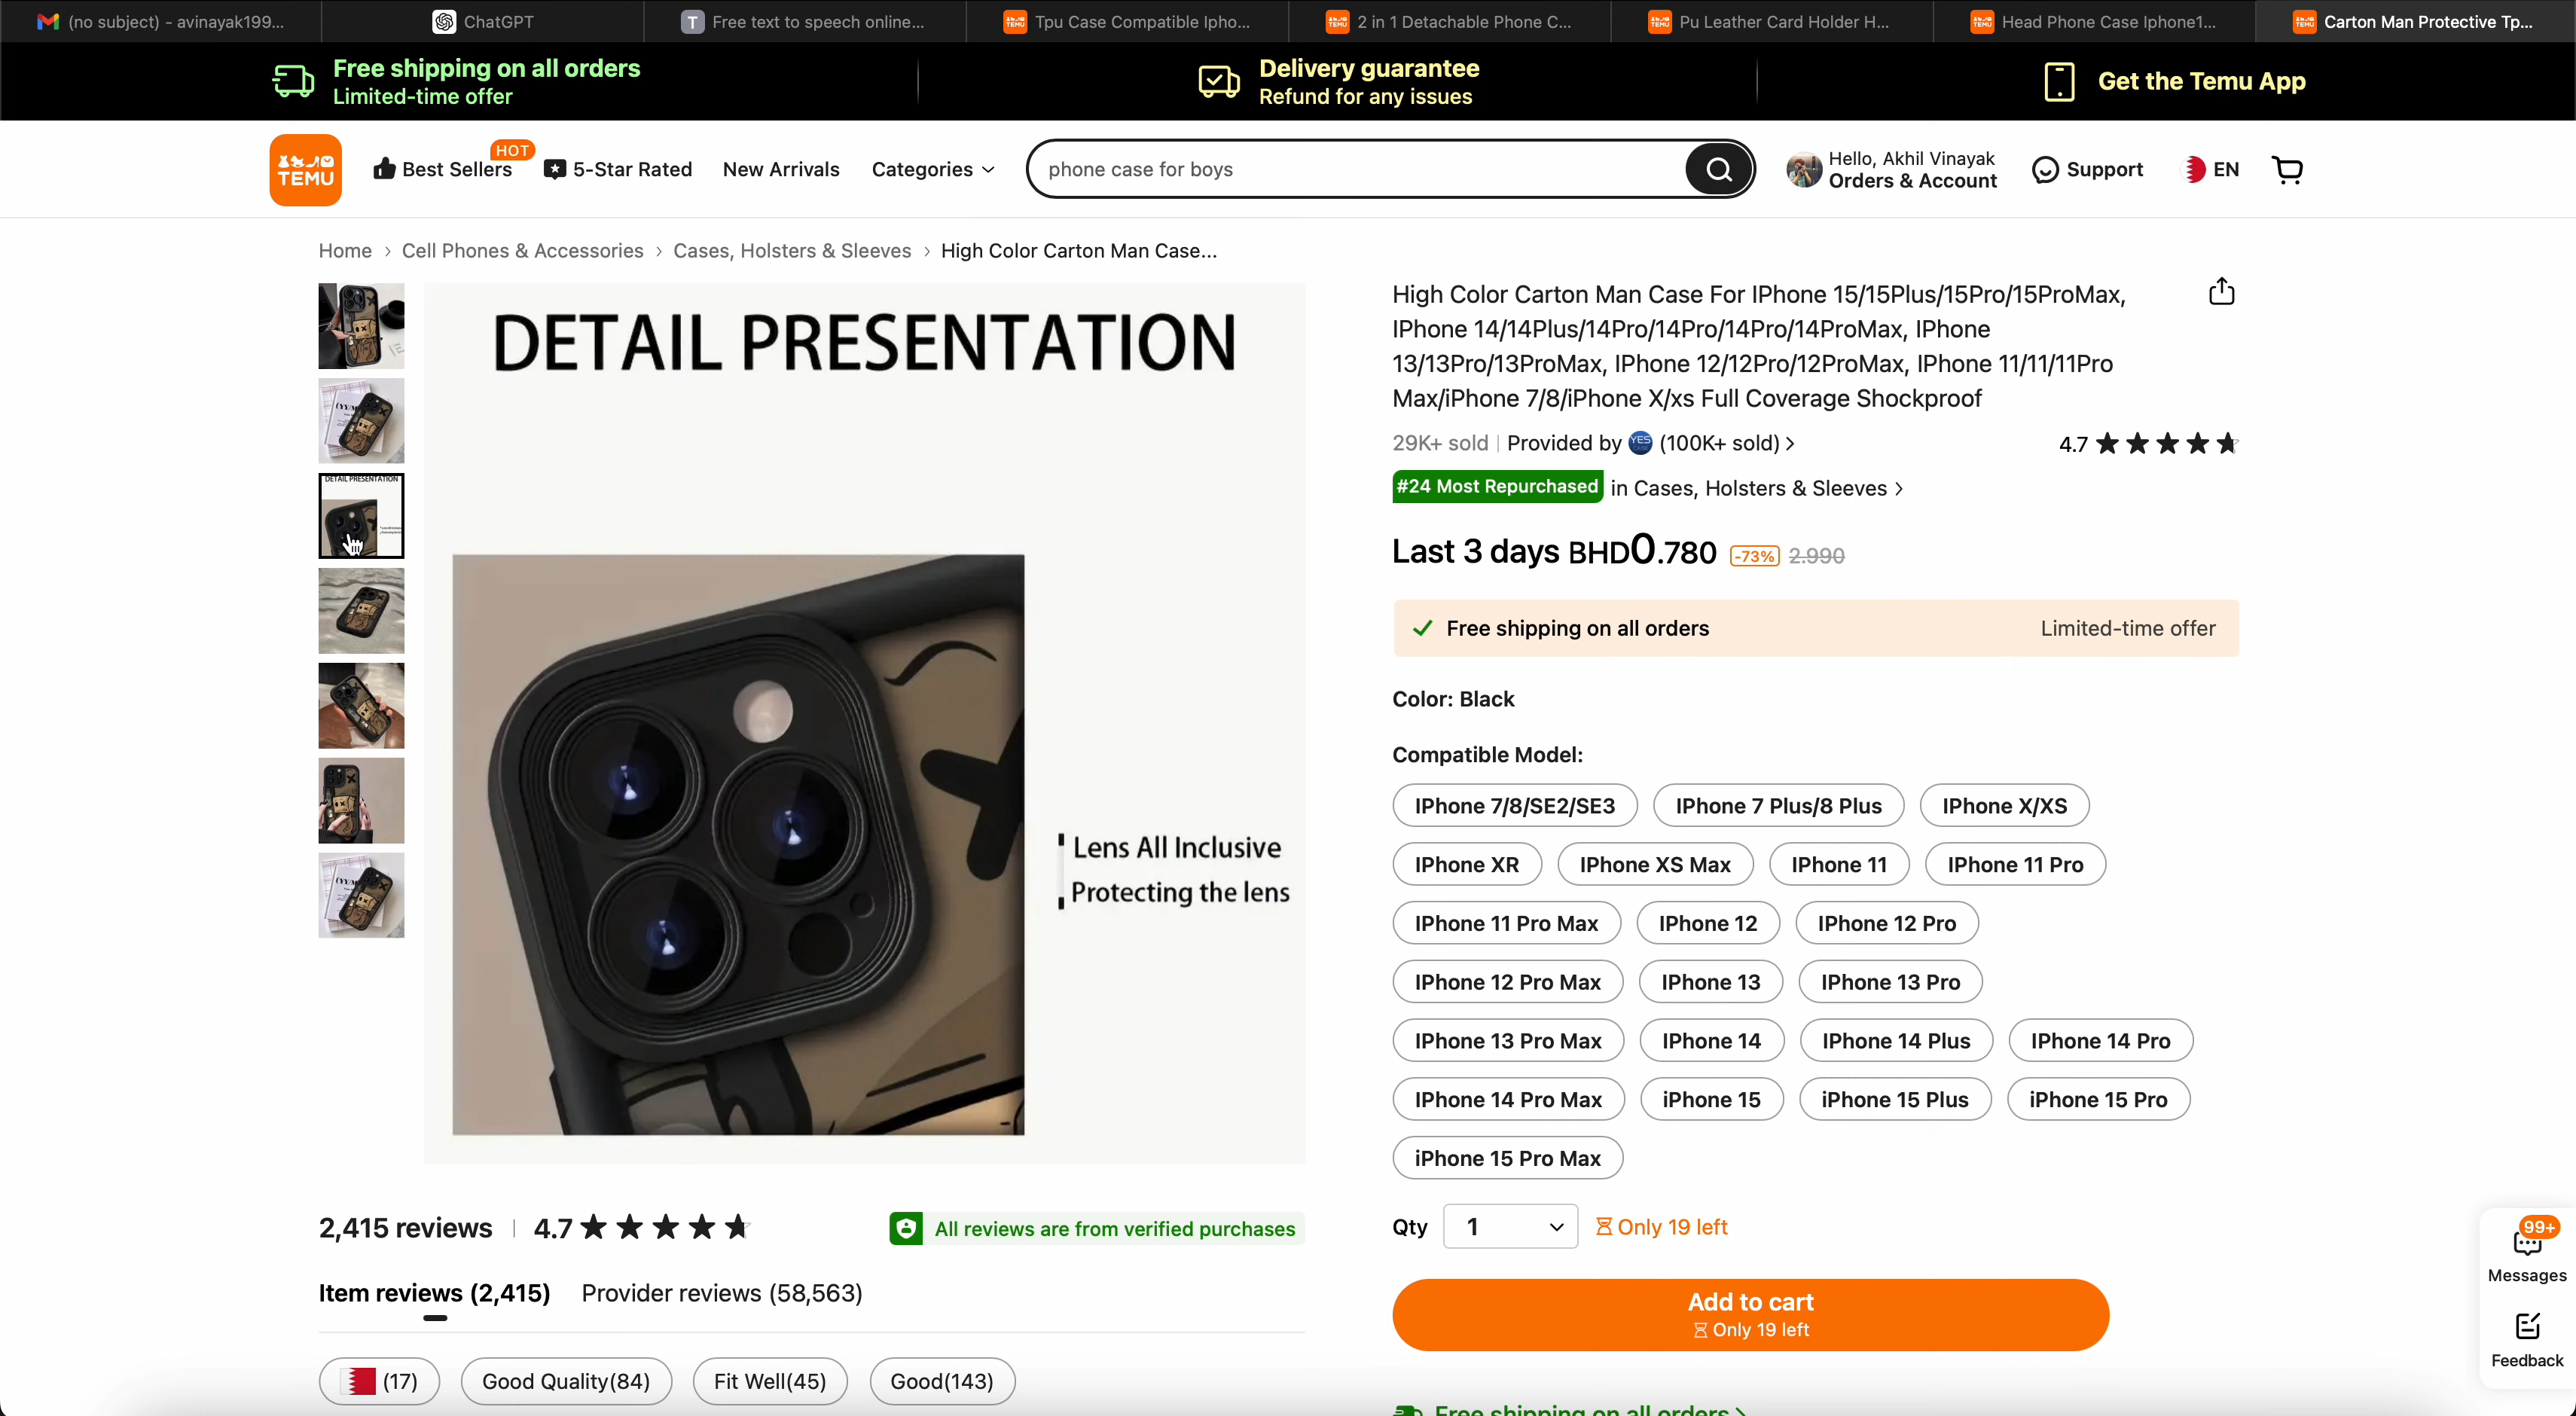 (no subject) - avinayak199...
ChatGPT
T
Free text to speech online...
Tpu Case Compatible Ipho...
2 in 1 Detachable Phone C...
Pu Leather Card Holder H...
Head Phone Case Iphone1...
Carton Man Protective Tp...
Free shipping on all orders
Limited-time offer
Delivery guarantee
Refund for any issues
Get the Temu App
TEMU
Best Sellers
HOT
5-Star Rated
New Arrivals
Categories
phone case for boys
Hello, Akhil Vinayak
Orders & Account
Support
EN
Home › Cell Phones & Accessories › Cases, Holsters & Sleeves › High Color Carton Man Case...
DETAIL PRESENTATION
DETAIL PRESENTATION
Lens All Inclusive
Protecting the lens
High Color Carton Man Case For IPhone 15/15Plus/15Pro/15ProMax,
IPhone 14/14Plus/14Pro/14Pro/14Pro/14ProMax, IPhone
13/13Pro/13ProMax, IPhone 12/12Pro/12ProMax, IPhone 11/11/11Pro
Max/iPhone 7/8/iPhone X/xs Full Coverage Shockproof
29K+ sold | Provided by YES (100K+ sold) >
4.7
#24 Most Repurchased in Cases, Holsters & Sleeves >
Last 3 days BHD0.780 -73% 2.990
Free shipping on all orders
Limited-time offer
Color: Black
Compatible Model:
IPhone 7/8/SE2/SE3
IPhone 7 Plus/8 Plus
IPhone X/XS
IPhone XR
IPhone XS Max
IPhone 11
IPhone 11 Pro
IPhone 11 Pro Max
IPhone 12
IPhone 12 Pro
IPhone 12 Pro Max
IPhone 13
IPhone 13 Pro
IPhone 13 Pro Max
IPhone 14
IPhone 14 Plus
IPhone 14 Pro
IPhone 14 Pro Max
iPhone 15
iPhone 15 Plus
iPhone 15 Pro
iPhone 15 Pro Max
Qty
1
Only 19 left
Add to cart
Only 19 left
Free shipping on all orders >
2,415 reviews | 4.7
All reviews are from verified purchases
Item reviews (2,415)
Provider reviews (58,563)
(17)
Good Quality(84)
Fit Well(45)
Good(143)
99+
Messages
Feedback